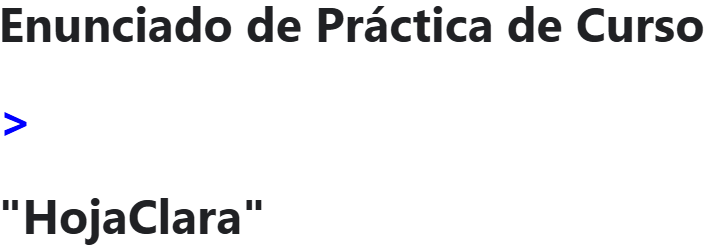 Enunciado de Práctica de Curso
>
"HojaClara"